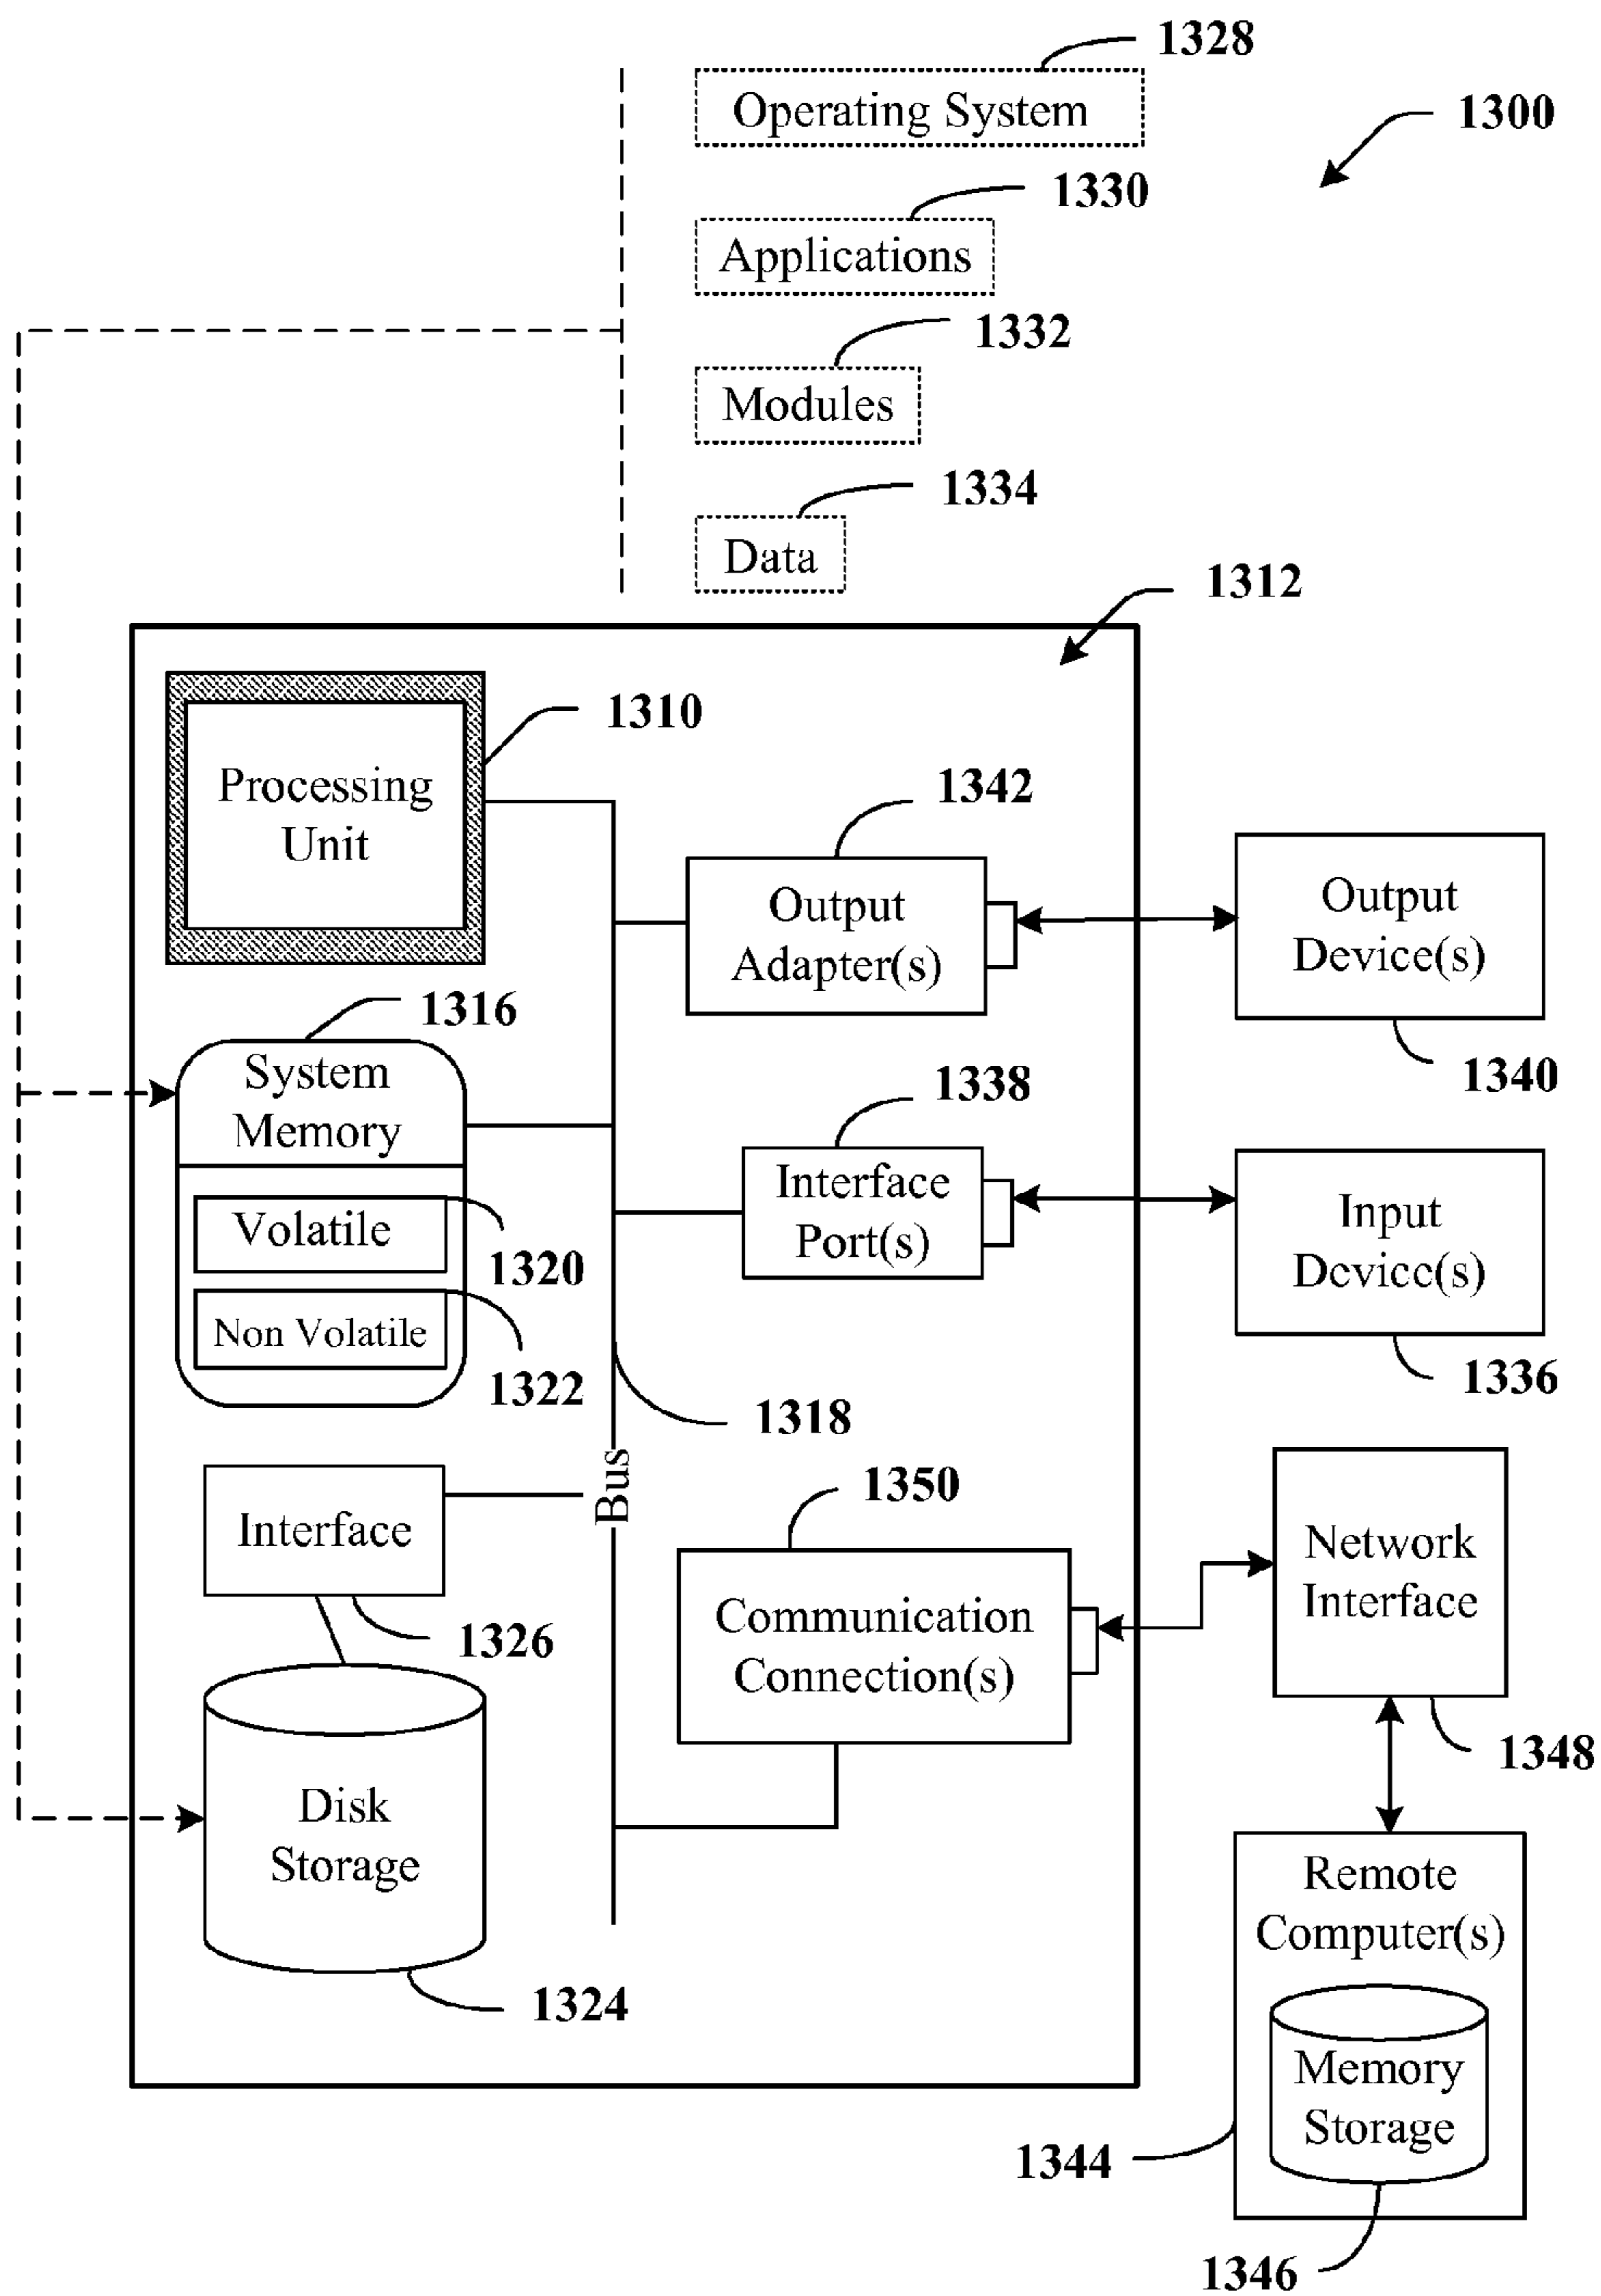 1328
Operating System
1300
1330
Applications
1332
Modules
1334
Data
1312
1310
Processing
Unit
1342
Output
Adapter(s)
Output
Device(s)
1340
1316
System
Memory
1338
Interface
Port(s)
Input
Device(s)
1336
Volatile
1320
Non Volatile
1322
1318
Bus
1350
Interface
1326
Communication
Connection(s)
Network
Interface
1348
Disk
Storage
1324
Remote
Computer(s)
Memory
Storage
1344
1346